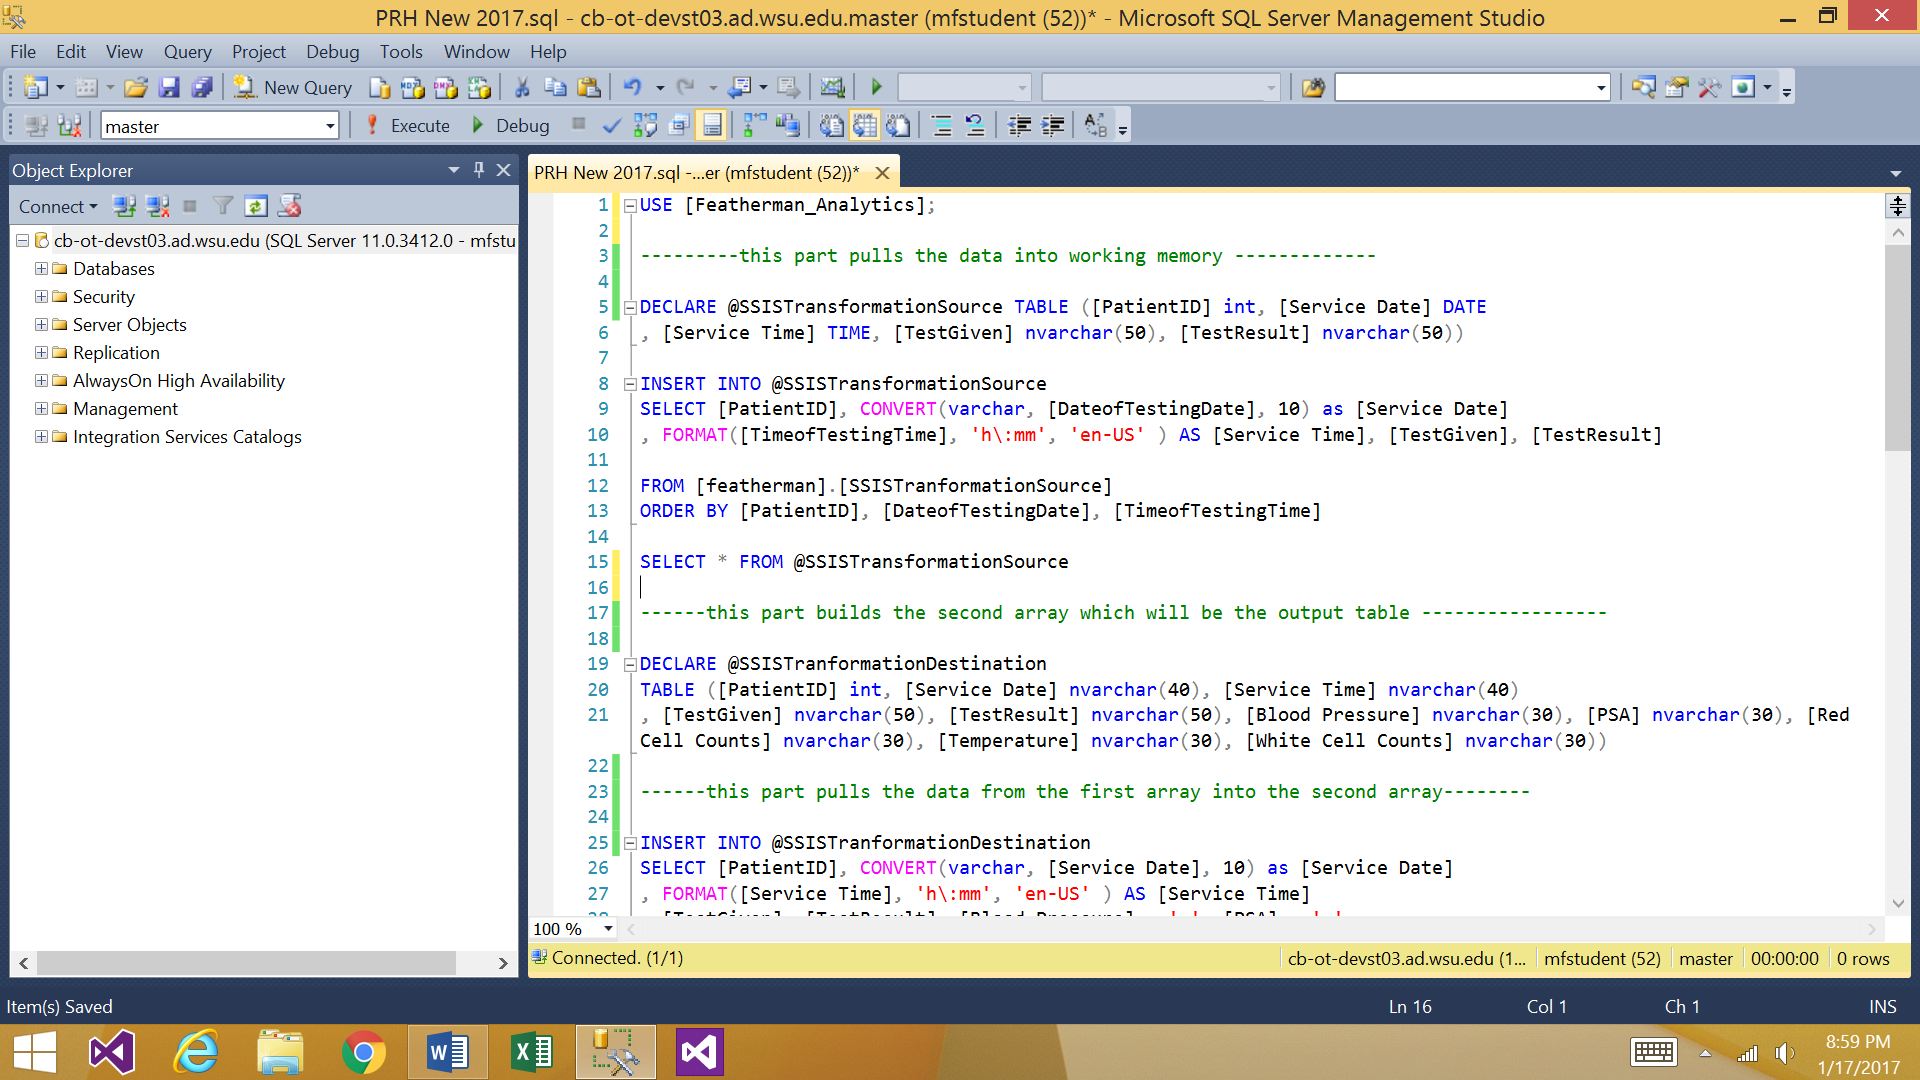 PRH New 2017.sql - cb-ot-devst03.ad.wsu.edu.master (mfstudent (52))* - Microsoft SQL Server Management Studio
File Edit View Query Project Debug Tools Window Help
New Query
master Execute Debug
Object Explorer
Connect
cb-ot-devst03.ad.wsu.edu (SQL Server 11.0.3412.0 - mfstu
Databases
Security
Server Objects
Replication
AlwaysOn High Availability
Management
Integration Services Catalogs
PRH New 2017.sql -...er (mfstudent (52))*
1 USE [Featherman_Analytics];
2
3 ---------this part pulls the data into working memory -------------
4
5 DECLARE @SSISTransformationSource TABLE ([PatientID] int, [Service Date] DATE
6 , [Service Time] TIME, [TestGiven] nvarchar(50), [TestResult] nvarchar(50))
7
8 INSERT INTO @SSISTransformationSource
9 SELECT [PatientID], CONVERT(varchar, [DateofTestingDate], 10) as [Service Date]
10 , FORMAT([TimeofTestingTime], 'h\:mm', 'en-US' ) AS [Service Time], [TestGiven], [TestResult]
11
12 FROM [featherman].[SSISTranformationSource]
13 ORDER BY [PatientID], [DateofTestingDate], [TimeofTestingTime]
14
15 SELECT * FROM @SSISTransformationSource
16
17 ------this part builds the second array which will be the output table -----------------
18
19 DECLARE @SSISTranformationDestination
20 TABLE ([PatientID] int, [Service Date] nvarchar(40), [Service Time] nvarchar(40)
21 , [TestGiven] nvarchar(50), [TestResult] nvarchar(50), [Blood Pressure] nvarchar(30), [PSA] nvarchar(30), [Red
Cell Counts] nvarchar(30), [Temperature] nvarchar(30), [White Cell Counts] nvarchar(30))
22
23 ------this part pulls the data from the first array into the second array--------
24
25 INSERT INTO @SSISTranformationDestination
26 SELECT [PatientID], CONVERT(varchar, [Service Date], 10) as [Service Date]
27 , FORMAT([Service Time], 'h\:mm', 'en-US' ) AS [Service Time]
100 %
Connected. (1/1) cb-ot-devst03.ad.wsu.edu (1... mfstudent (52) master 00:00:00 0 rows
Item(s) Saved Ln 16 Col 1 Ch 1 INS
8:59 PM
1/17/2017